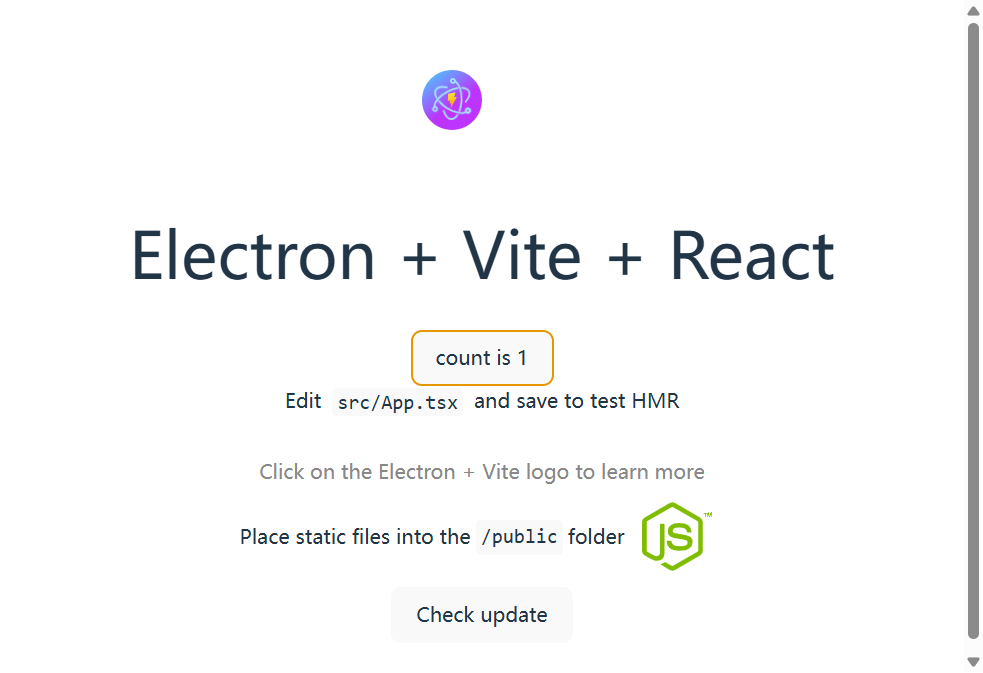 Electron + Vite + React
count is 1
Edit src/App.tsx and save to test HMR
Click on the Electron + Vite logo to learn more
Place static files into the /public folder JS™
Check update